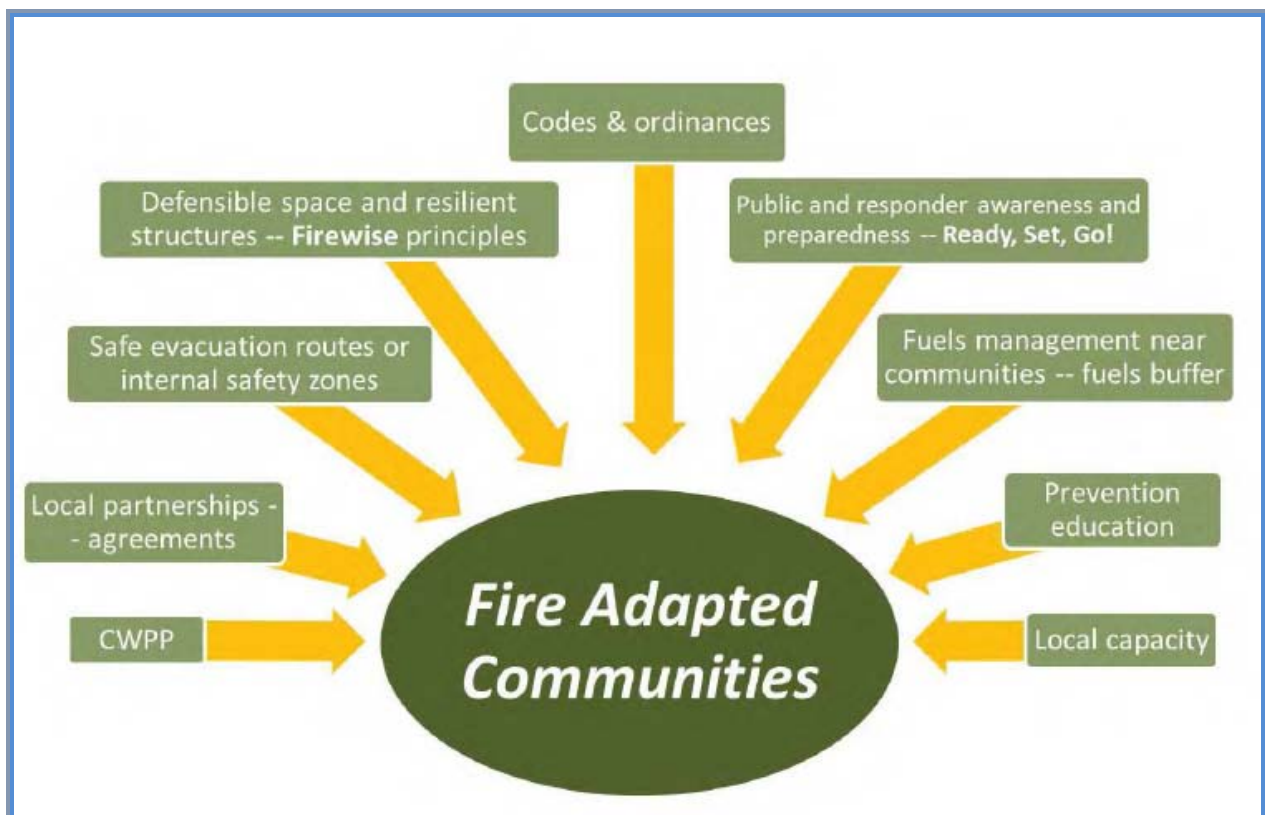 Codes & ordinances
Defensible space and resilient
structures -- Firewise principles
Public and responder awareness and
preparedness -- Ready, Set, Go!
Safe evacuation routes or
internal safety zones
Fuels management near
communities -- fuels buffer
Local partnerships -
- agreements
Prevention
education
CWPP
Local capacity
Fire Adapted
Communities